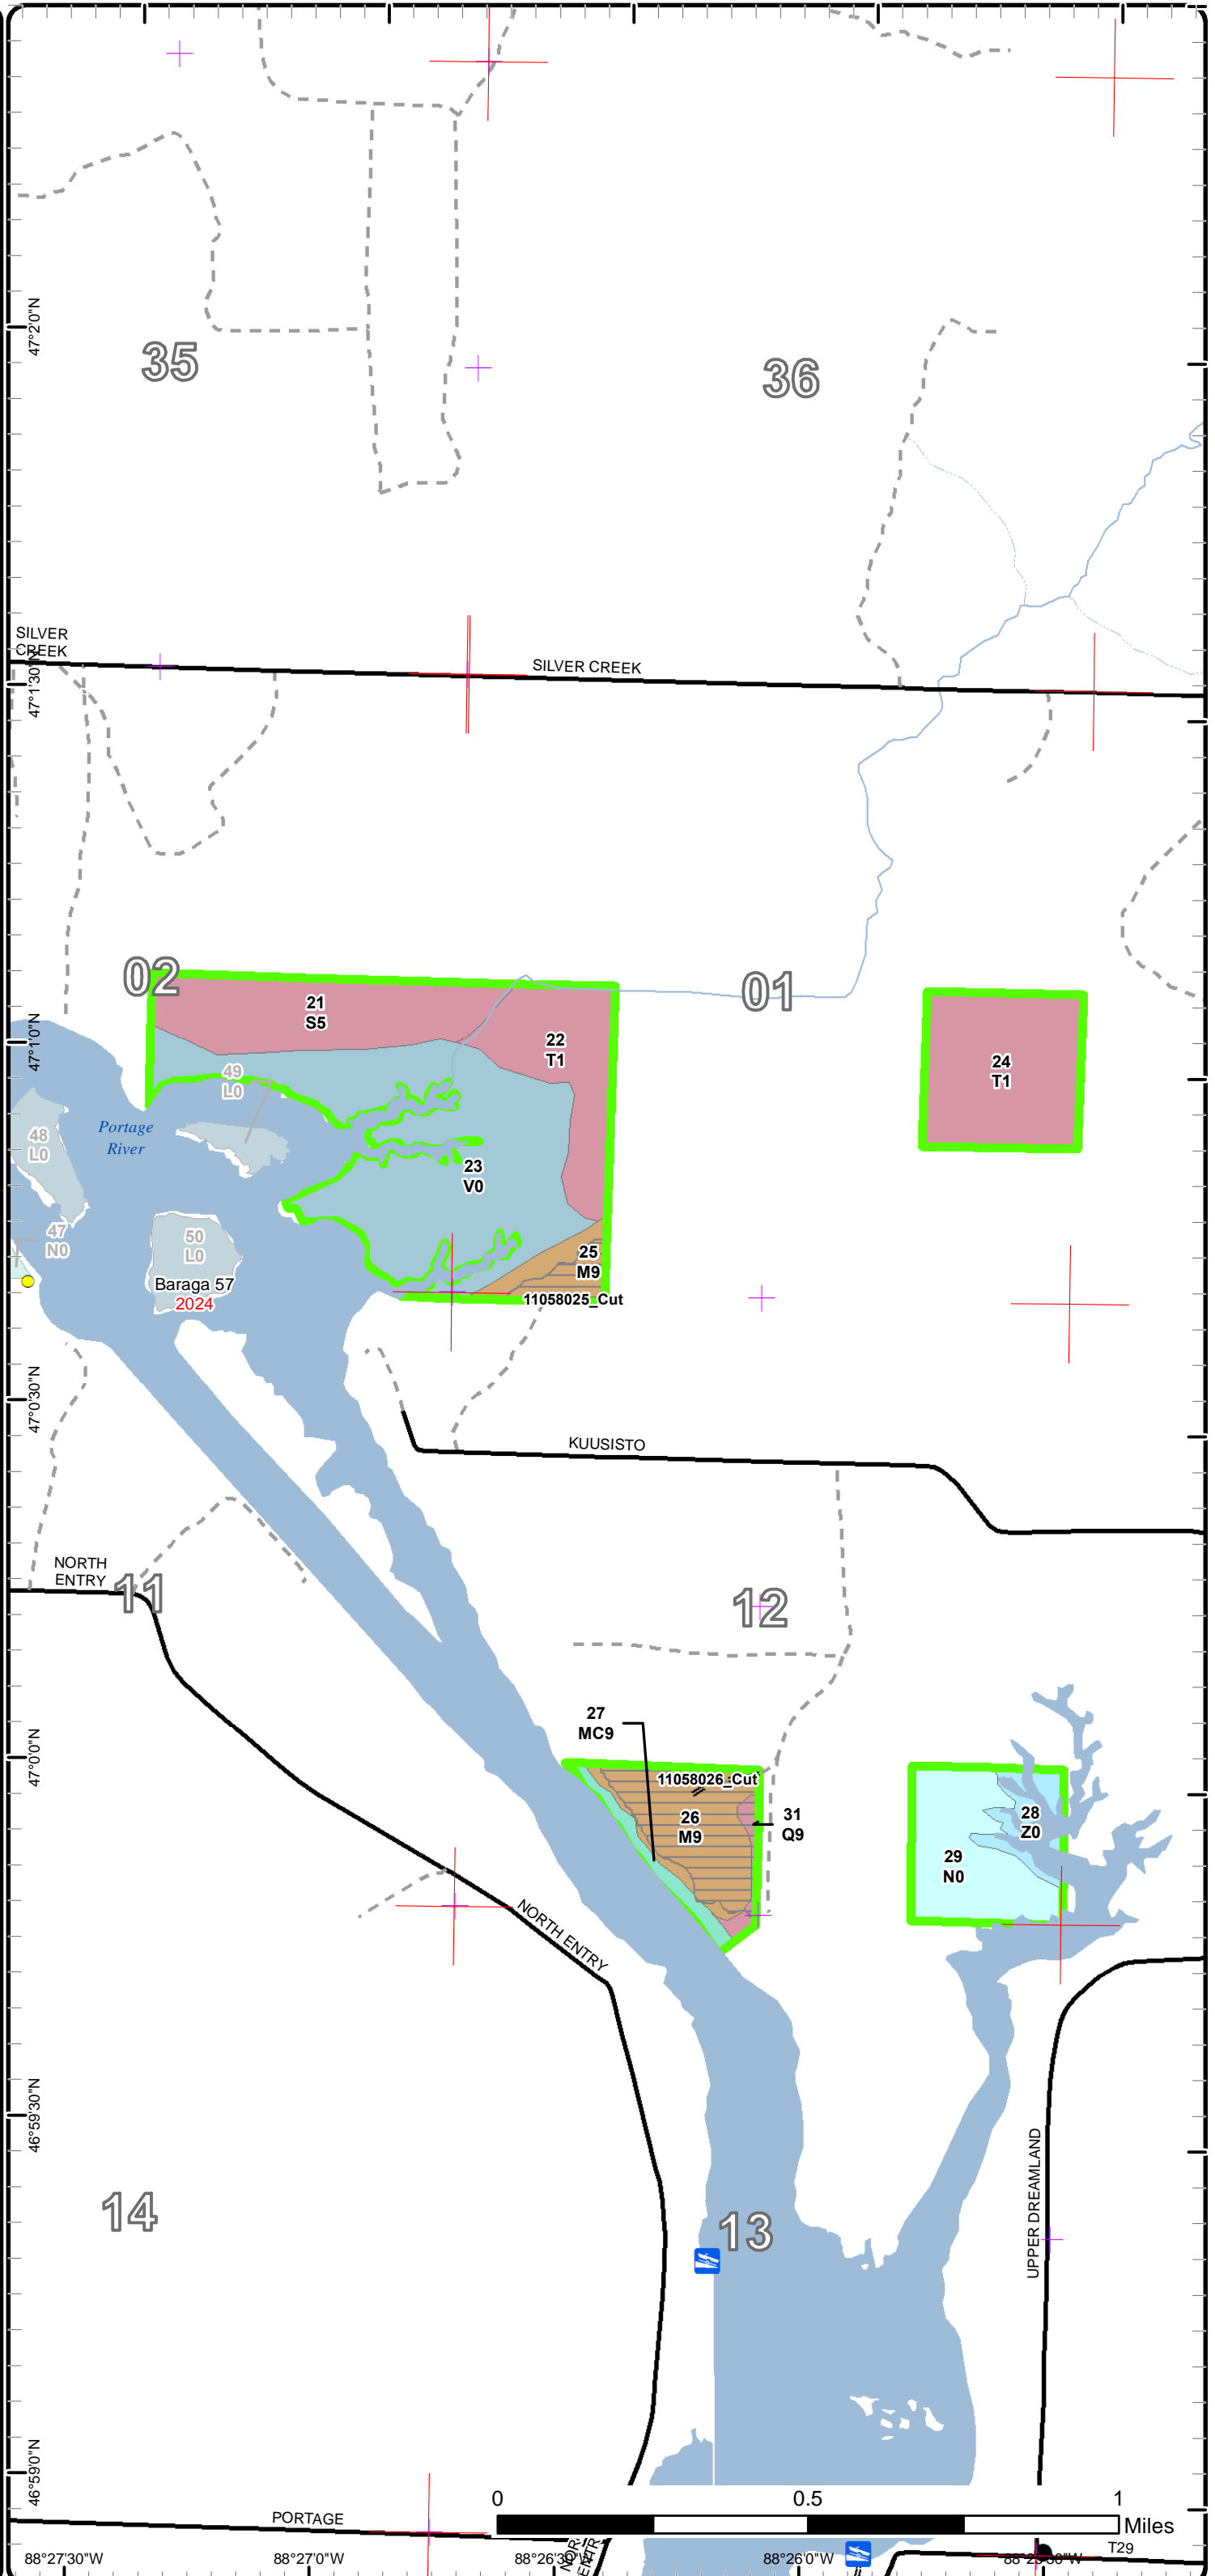 47°2'0"N
35
36
SILVER
CREEK
SILVER CREEK
47°1'30"N
02
01
21
S5
22
T1
24
T1
47°1'0"N
49
L0
48
L0
Portage
River
23
V0
47
N0
50
L0
25
M9
Baraga 57
2024
11058025_Cut
47°0'30"N
KUUSISTO
NORTH
ENTRY
11
12
27
MC9
47°0'0"N
11058026_Cut
26
M9
31
Q9
28
Z0
29
N0
NORTH ENTRY
46°59'30"N
UPPER DREAMLAND
14
13
46°59'0"N
0
0.5
1
Miles
PORTAGE
T29
88°27'30"W
88°27'0"W
88°26'0"W